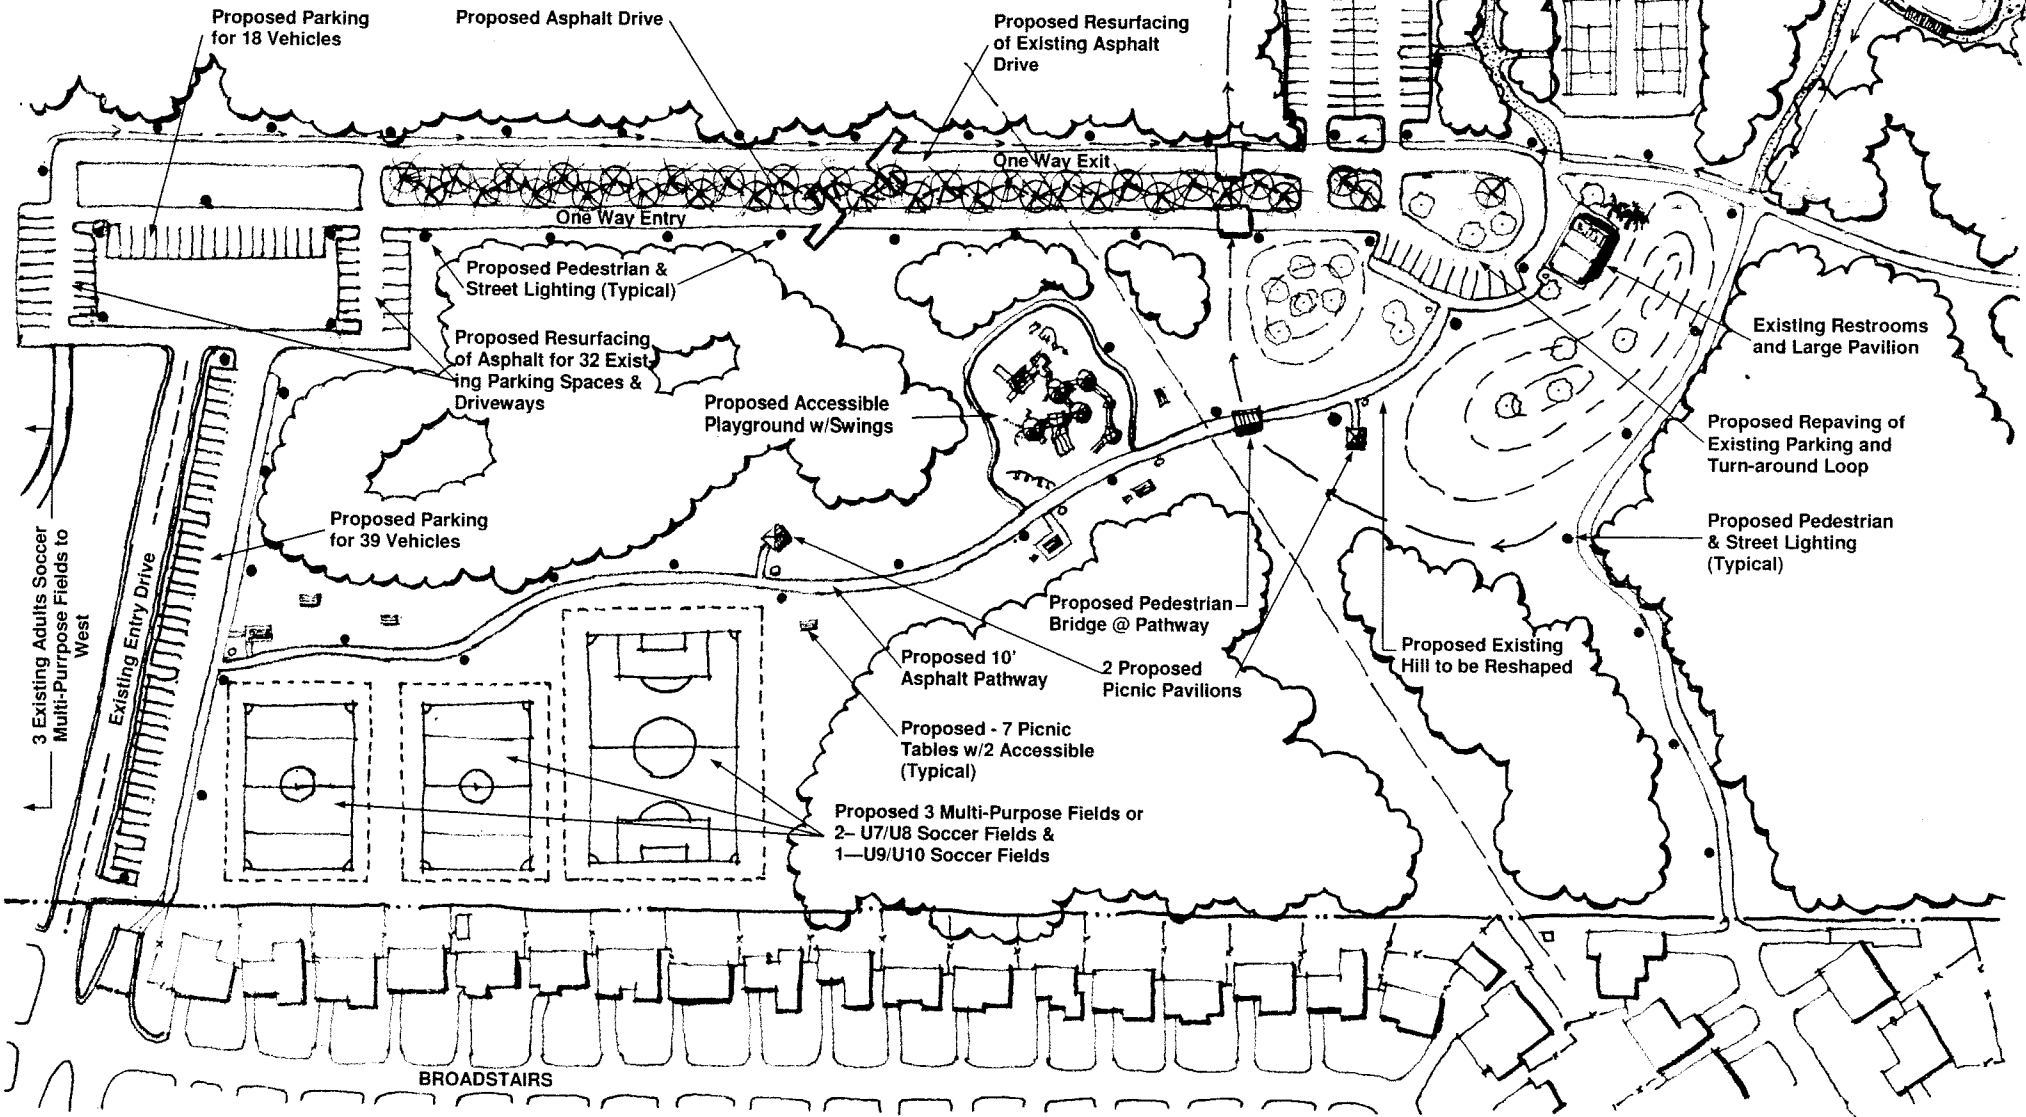 Proposed Parking
for 18 Vehicles
Proposed Asphalt Drive
Proposed Resurfacing
of Existing Asphalt
Drive
One Way Exit
One Way Entry
Proposed Pedestrian &
Street Lighting (Typical)
Proposed Resurfacing
of Asphalt for 32 Exist-
ing Parking Spaces &
Driveways
Proposed Accessible
Playground w/Swings
Existing Restrooms
and Large Pavilion
Proposed Repaving of
Existing Parking and
Turn-around Loop
Proposed Parking
for 39 Vehicles
Proposed Pedestrian
& Street Lighting
(Typical)
3 Existing Adults Soccer
Multi-Purrpose Fields to
West
Existing Entry Drive
Proposed Pedestrian
Bridge @ Pathway
Proposed Existing
Hill to be Reshaped
Proposed 10'
Asphalt Pathway
2 Proposed
Picnic Pavilions
Proposed - 7 Picnic
Tables w/2 Accessible
(Typical)
Proposed 3 Multi-Purpose Fields or
2– U7/U8 Soccer Fields &
1—U9/U10 Soccer Fields
BROADSTAIRS